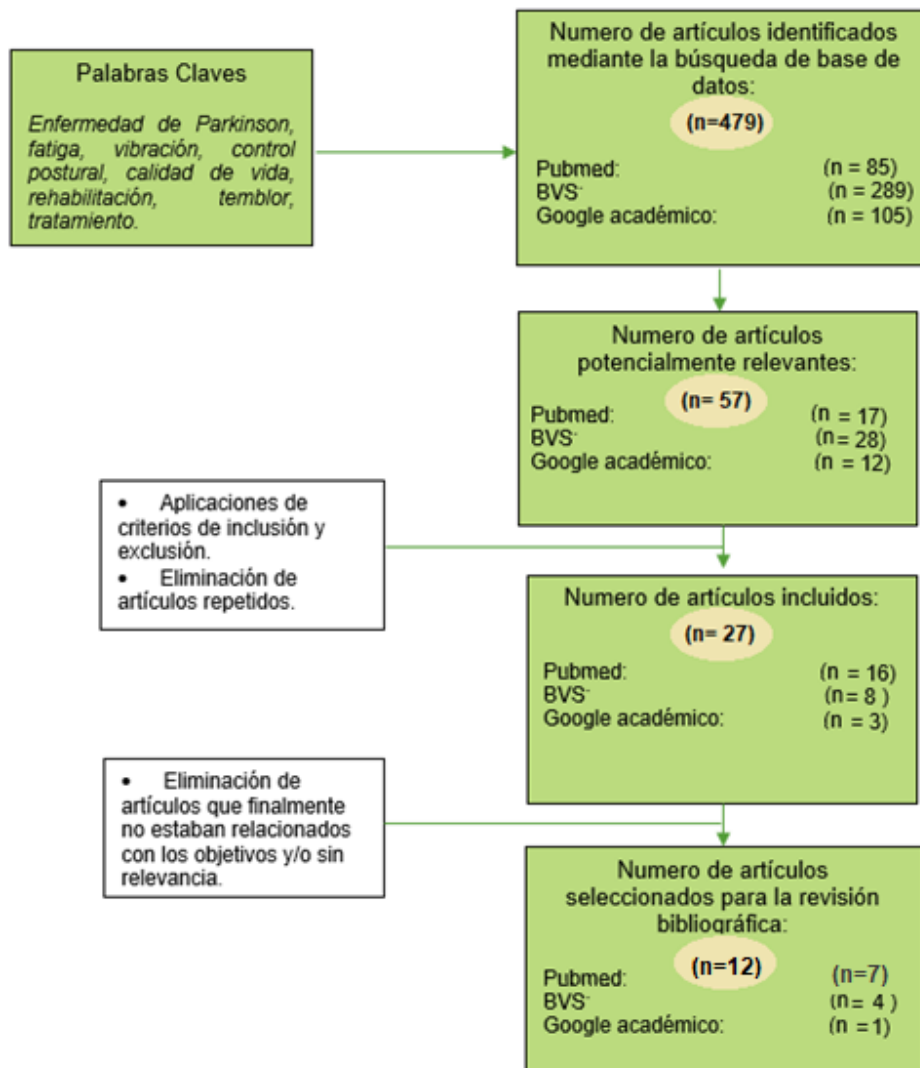 Palabras Claves
Enfermedad de Parkinson,
fatiga, vibración, control
postural, calidad de vida,
rehabilitación, temblor,
tratamiento.
Numero de artículos identificados
mediante la búsqueda de base de
datos:
(n=479)
Pubmed: (n = 85)
BVS: (n = 289)
Google académico: (n = 105)
Numero de artículos
potencialmente relevantes:
(n= 57)
Pubmed: (n = 17)
BVS: (n = 28)
Google académico: (n = 12)
• Aplicaciones de
criterios de inclusión y
exclusión.
• Eliminación de
artículos repetidos.
Numero de artículos incluidos:
(n= 27)
Pubmed: (n = 16)
BVS: (n = 8 )
Google académico: (n = 3)
• Eliminación de
artículos que finalmente
no estaban relacionados
con los objetivos y/o sin
relevancia.
Numero de artículos
seleccionados para la revisión
bibliográfica:
(n=12)
Pubmed: (n=7)
BVS: (n= 4 )
Google académico: (n =1)